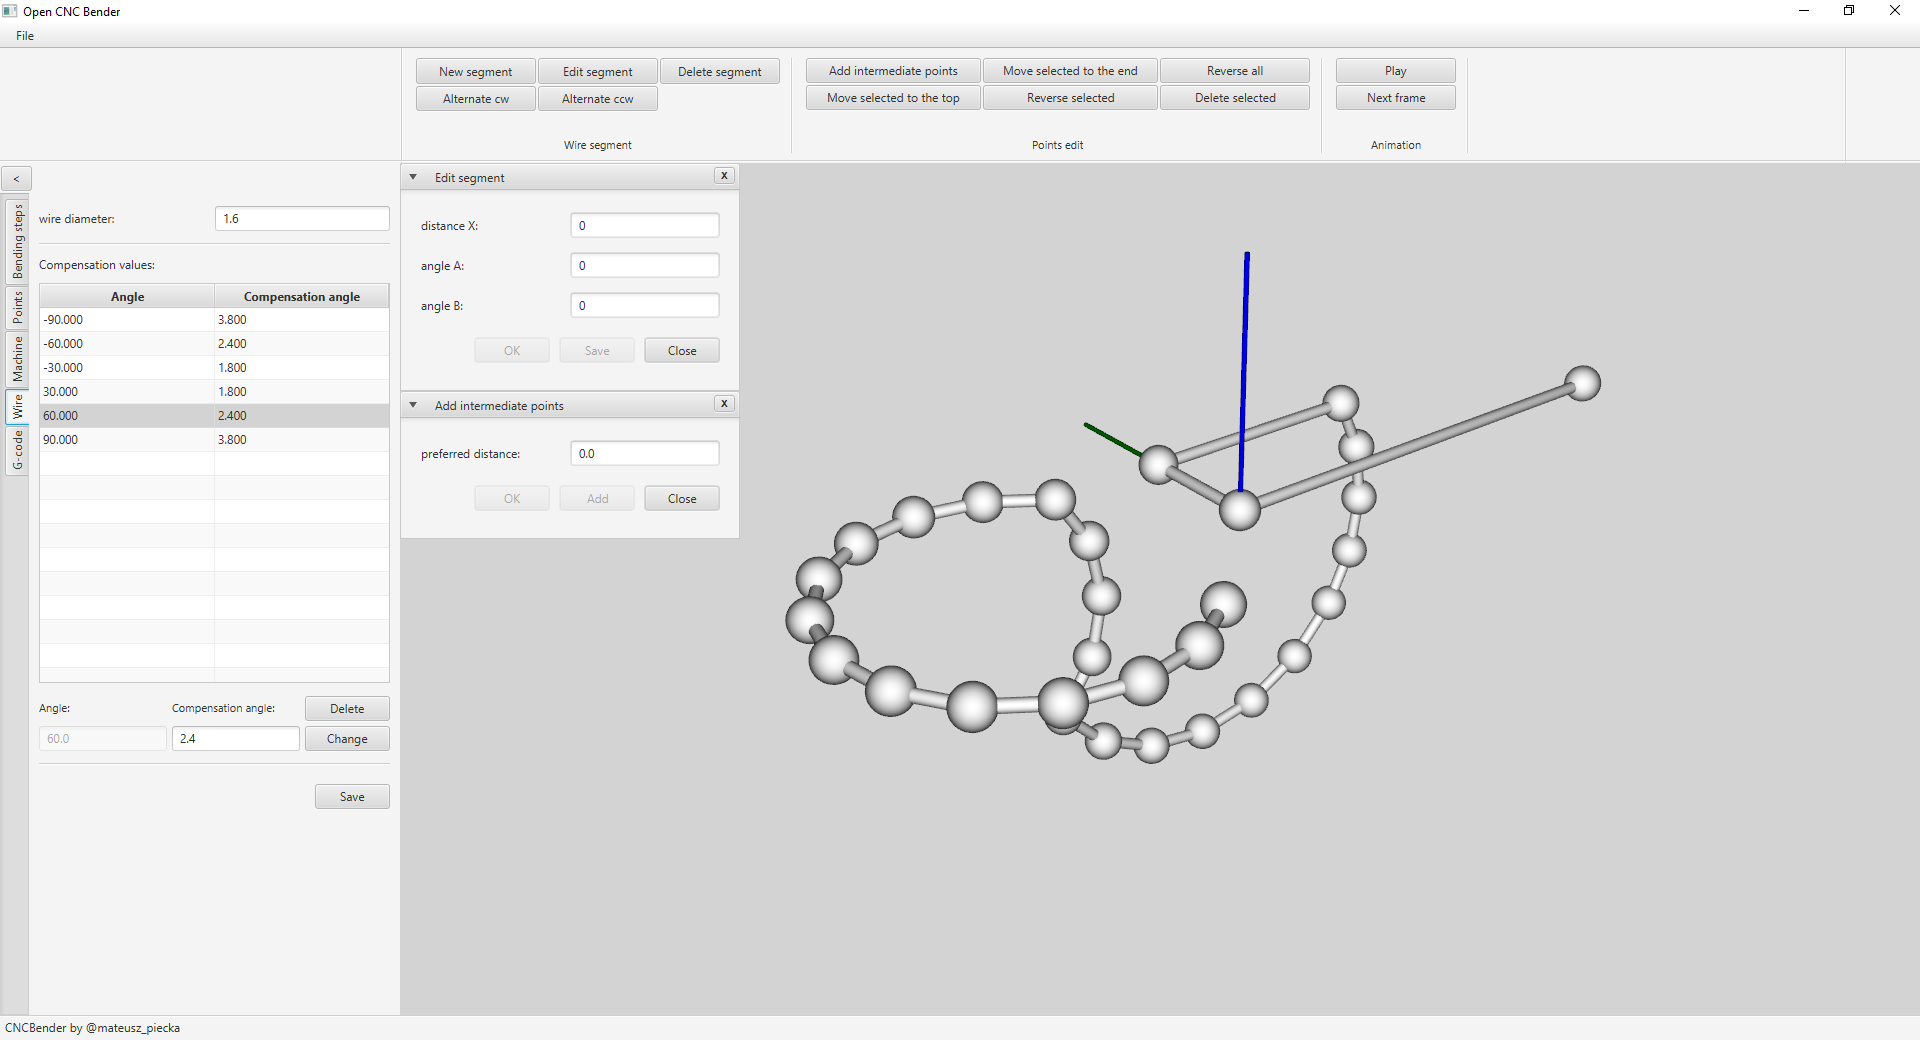 Open CNC Bender
File
New segment
Edit segment
Delete segment
Alternate cw
Alternate ccw
Wire segment
Add intermediate points
Move selected to the end
Reverse all
Move selected to the top
Reverse selected
Delete selected
Points edit
Play
Next frame
Animation
<
Bending steps
Points
Machine
Wire
G-code
wire diameter:
1.6
Compensation values:
Angle
Compensation angle
-90.000
3.800
-60.000
2.400
-30.000
1.800
30.000
1.800
60.000
2.400
90.000
3.800
Angle:
Compensation angle:
Delete
60.0
2.4
Change
Save
Edit segment
X
distance X:
0
angle A:
0
angle B:
0
OK
Save
Close
Add intermediate points
X
preferred distance:
0.0
OK
Add
Close
CNCBender by @mateusz_piecka